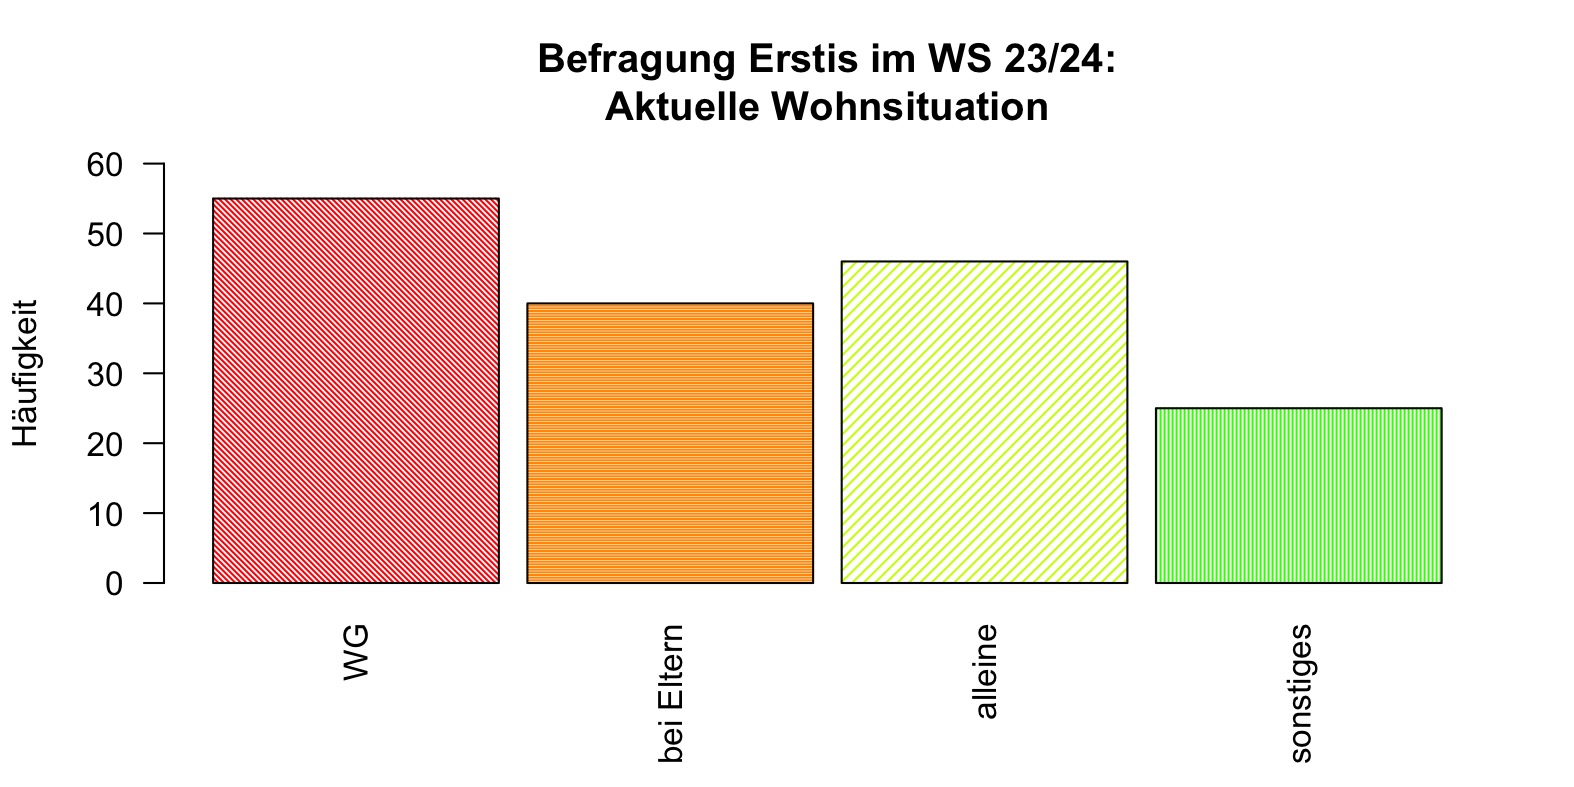 Befragung Erstis im WS 23/24:
Aktuelle Wohnsituation
Häufigkeit
60
50
40
30
20
10
0
WG
bei Eltern
alleine
sonstiges